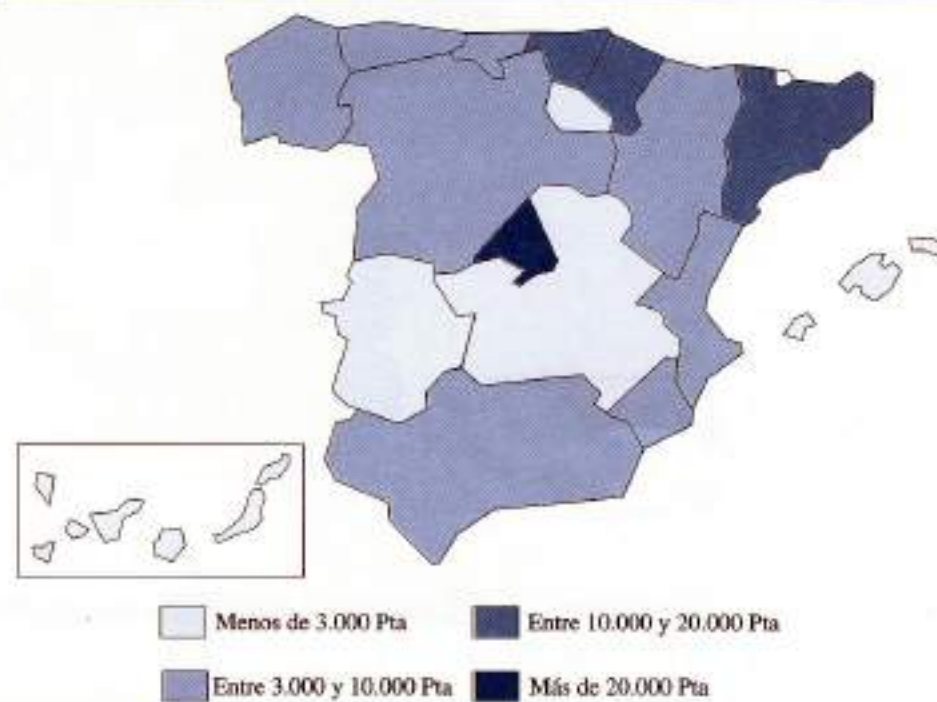 Menos de 3.000 Pta
Entre 10.000 y 20.000 Pta
Entre 3.000 y 10.000 Pta
Más de 20.000 Pta